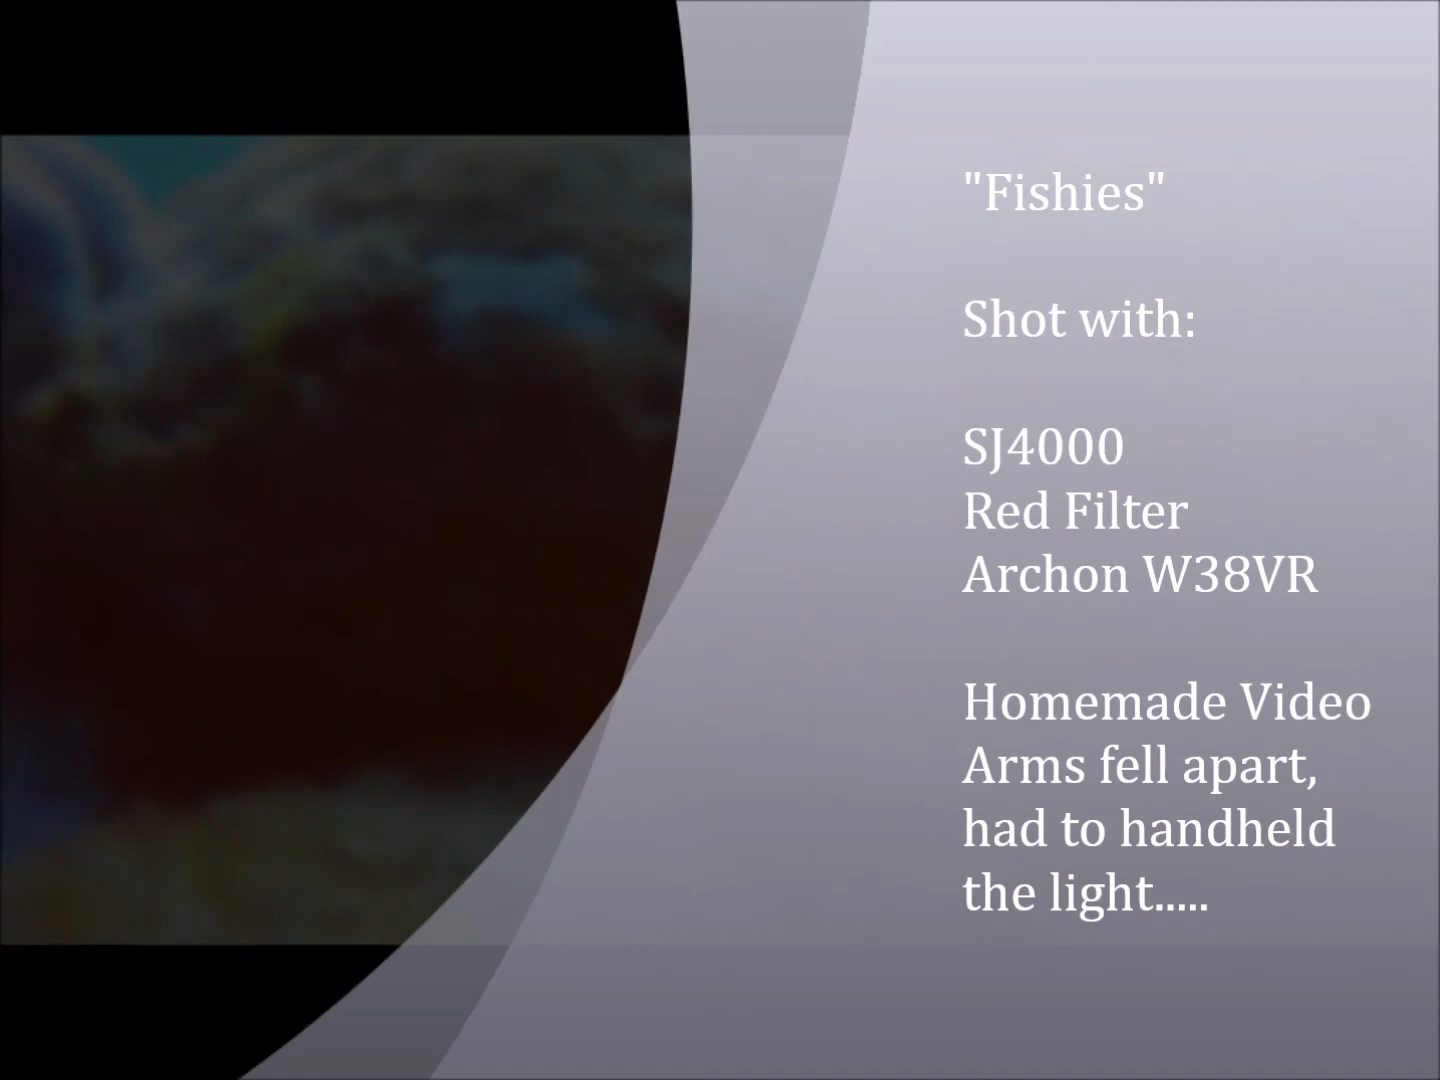 "Fishies"
Shot with:
SJ4000
Red Filter
Archon W38VR
Homemade Video
Arms fell apart,
had to handheld
the light.....